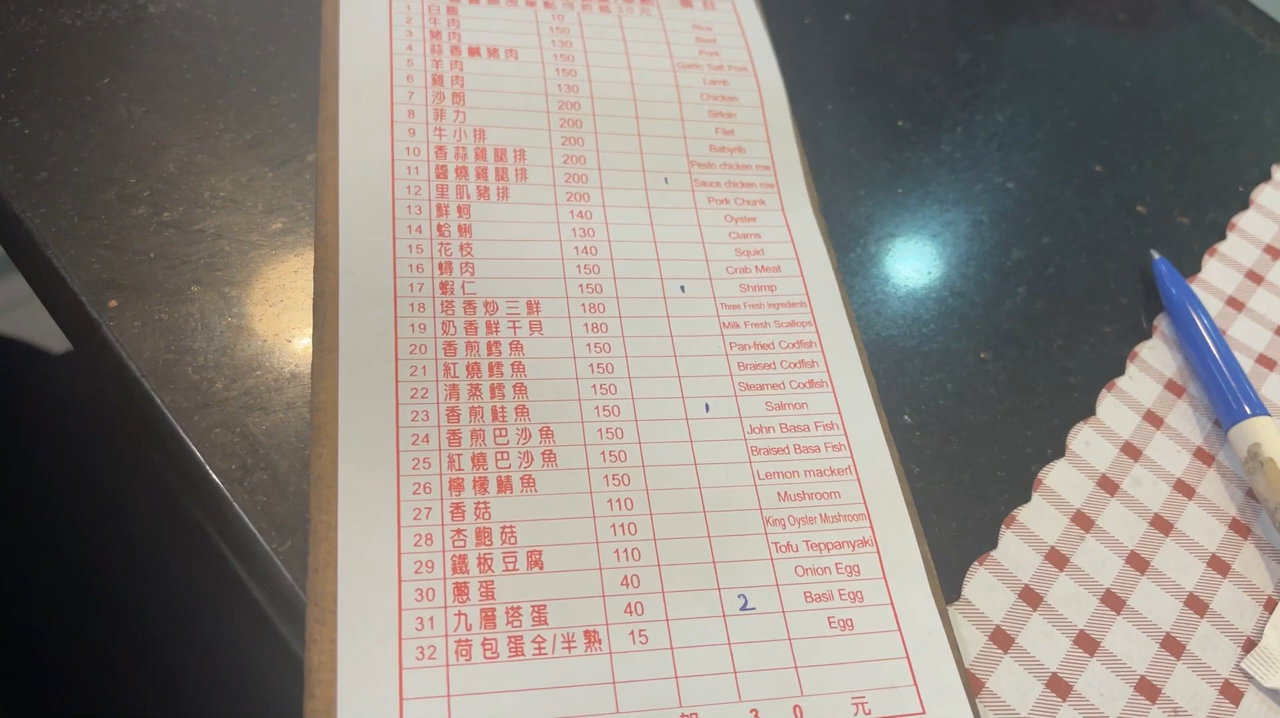 1 白飯 10 Rice
2 牛肉 150 Beef
3 豬肉 130 Pork
4 蒜香鹹豬肉 150 Garlic Salt Pork
5 羊肉 150 Lamb
6 雞肉 130 Chicken
7 沙朗 200 Sirloin
8 菲力 200 Filet
9 牛小排 200 Babyrib
10 香蒜雞腿排 200 Pesto chicken row
11 醬燒雞腿排 200 Sauce chicken row
12 里肌豬排 200 Pork Chunk
13 鮮蚵 140 Oyster
14 蛤蜊 130 Clams
15 花枝 140 Squid
16 蟳肉 150 Crab Meat
17 蝦仁 150 Shrimp
18 塔香炒三鮮 180 Three Fresh Ingredients
19 奶香鮮干貝 180 Milk Fresh Scallops
20 香煎鱈魚 150 Pan-fried Codfish
21 紅燒鱈魚 150 Braised Codfish
22 清蒸鱈魚 150 Steamed Codfish
23 香煎鮭魚 150 Salmon
24 香煎巴沙魚 150 John Basa Fish
25 紅燒巴沙魚 150 Braised Basa Fish
26 檸檬鯖魚 150 Lemon mackerl
27 香菇 110 Mushroom
28 杏鮑菇 110 King Oyster Mushroom
29 鐵板豆腐 110 Tofu Teppanyaki
30 蔥蛋 40 Onion Egg
31 九層塔蛋 40 2 Basil Egg
32 荷包蛋全/半熟 15 Egg
加 30 元